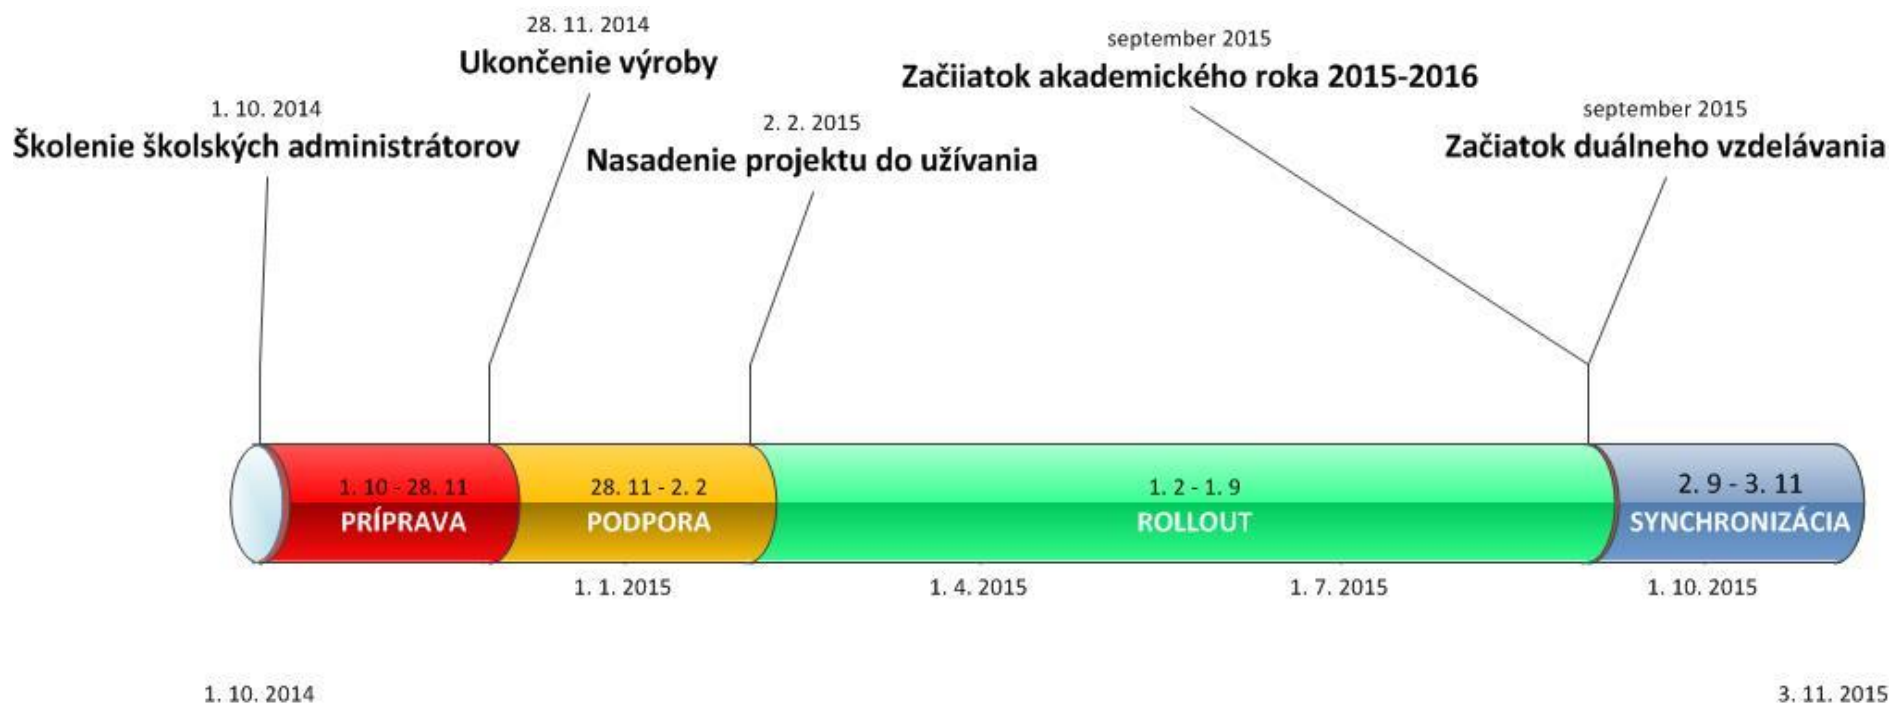 28. 11. 2014
Ukončenie výroby
september 2015
Začiiatok akademického roka 2015-2016
1. 10. 2014
Školenie školských administrátorov
2. 2. 2015
Nasadenie projektu do užívania
september 2015
Začiatok duálneho vzdelávania
1. 10 - 28. 11
PRÍPRAVA
28. 11 - 2. 2
PODPORA
1. 2 - 1. 9
ROLLOUT
2. 9 - 3. 11
SYNCHRONIZÁCIA
1. 1. 2015
1. 4. 2015
1. 7. 2015
1. 10. 2015
1. 10. 2014
3. 11. 2015